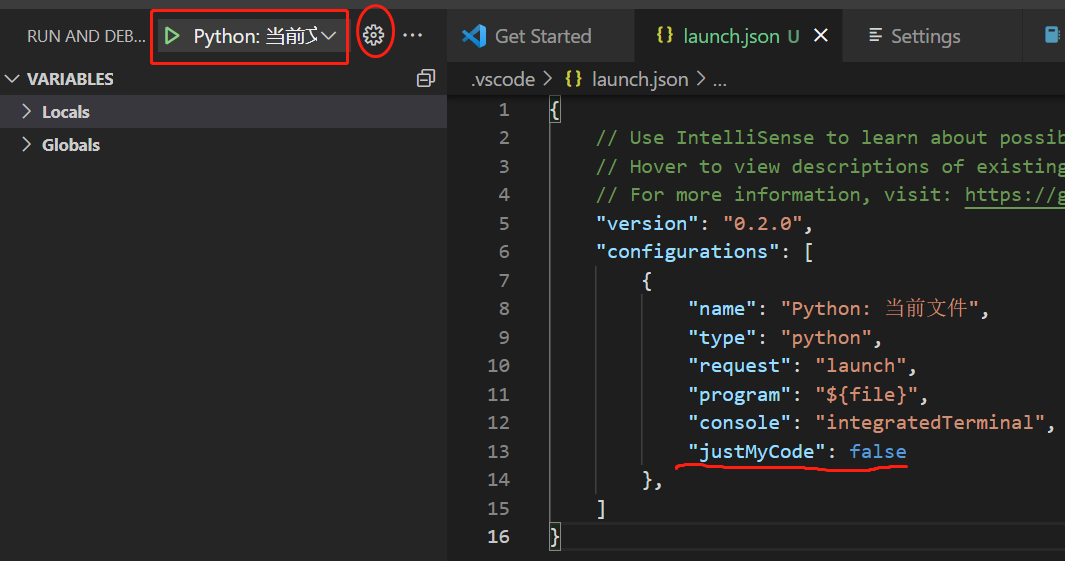 RUN AND DEB... Python: 当前文 ...
Get Started {} launch.json U × Settings
VARIABLES
.vscode > {} launch.json > ...
Locals
Globals
1 {
2 // Use IntelliSense to learn about possib
3 // Hover to view descriptions of existing
4 // For more information, visit: https://g
5 "version": "0.2.0",
6 "configurations": [
7 {
8 "name": "Python: 当前文件",
9 "type": "python",
10 "request": "launch",
11 "program": "${file}",
12 "console": "integratedTerminal",
13 "justMyCode": false
14 },
15 ]
16 }